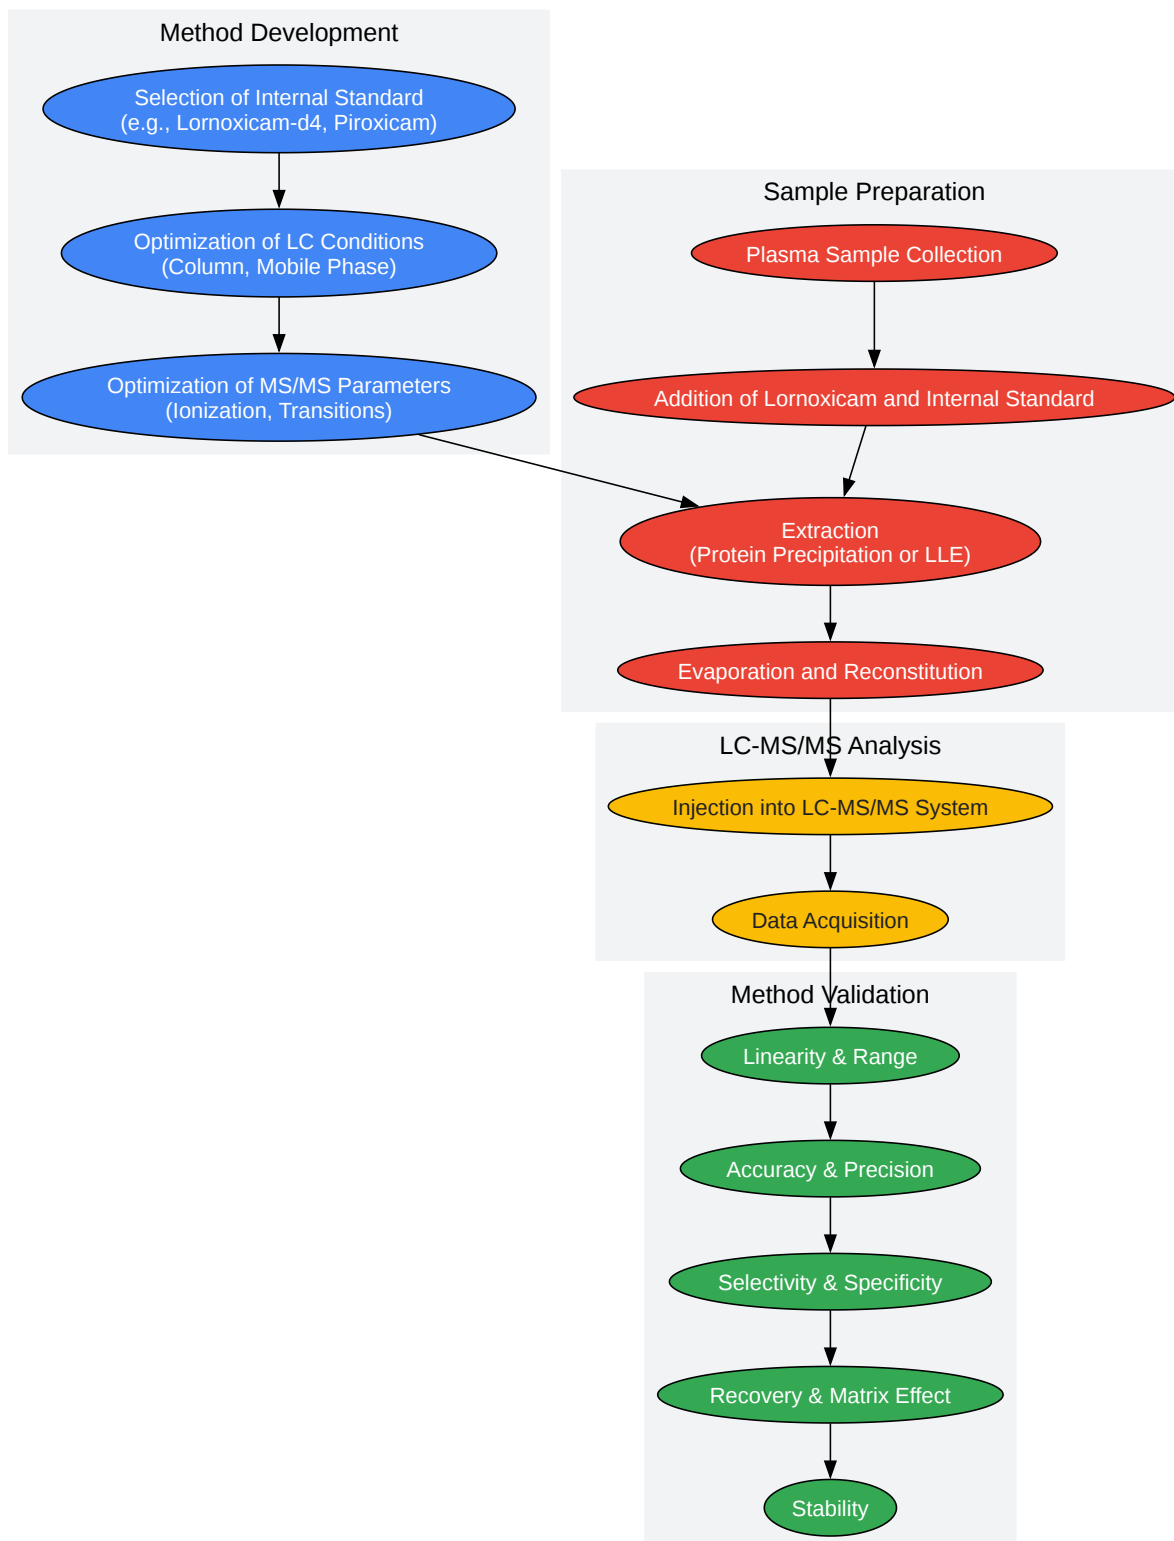 Method Development
Selection of Internal Standard
(e.g., Lornoxicam-d4, Piroxicam)
Optimization of LC Conditions
(Column, Mobile Phase)
Optimization of MS/MS Parameters
(Ionization, Transitions)
Sample Preparation
Plasma Sample Collection
Addition of Lornoxicam and Internal Standard
Extraction
(Protein Precipitation or LLE)
Evaporation and Reconstitution
LC-MS/MS Analysis
Injection into LC-MS/MS System
Data Acquisition
Method Validation
Linearity & Range
Accuracy & Precision
Selectivity & Specificity
Recovery & Matrix Effect
Stability